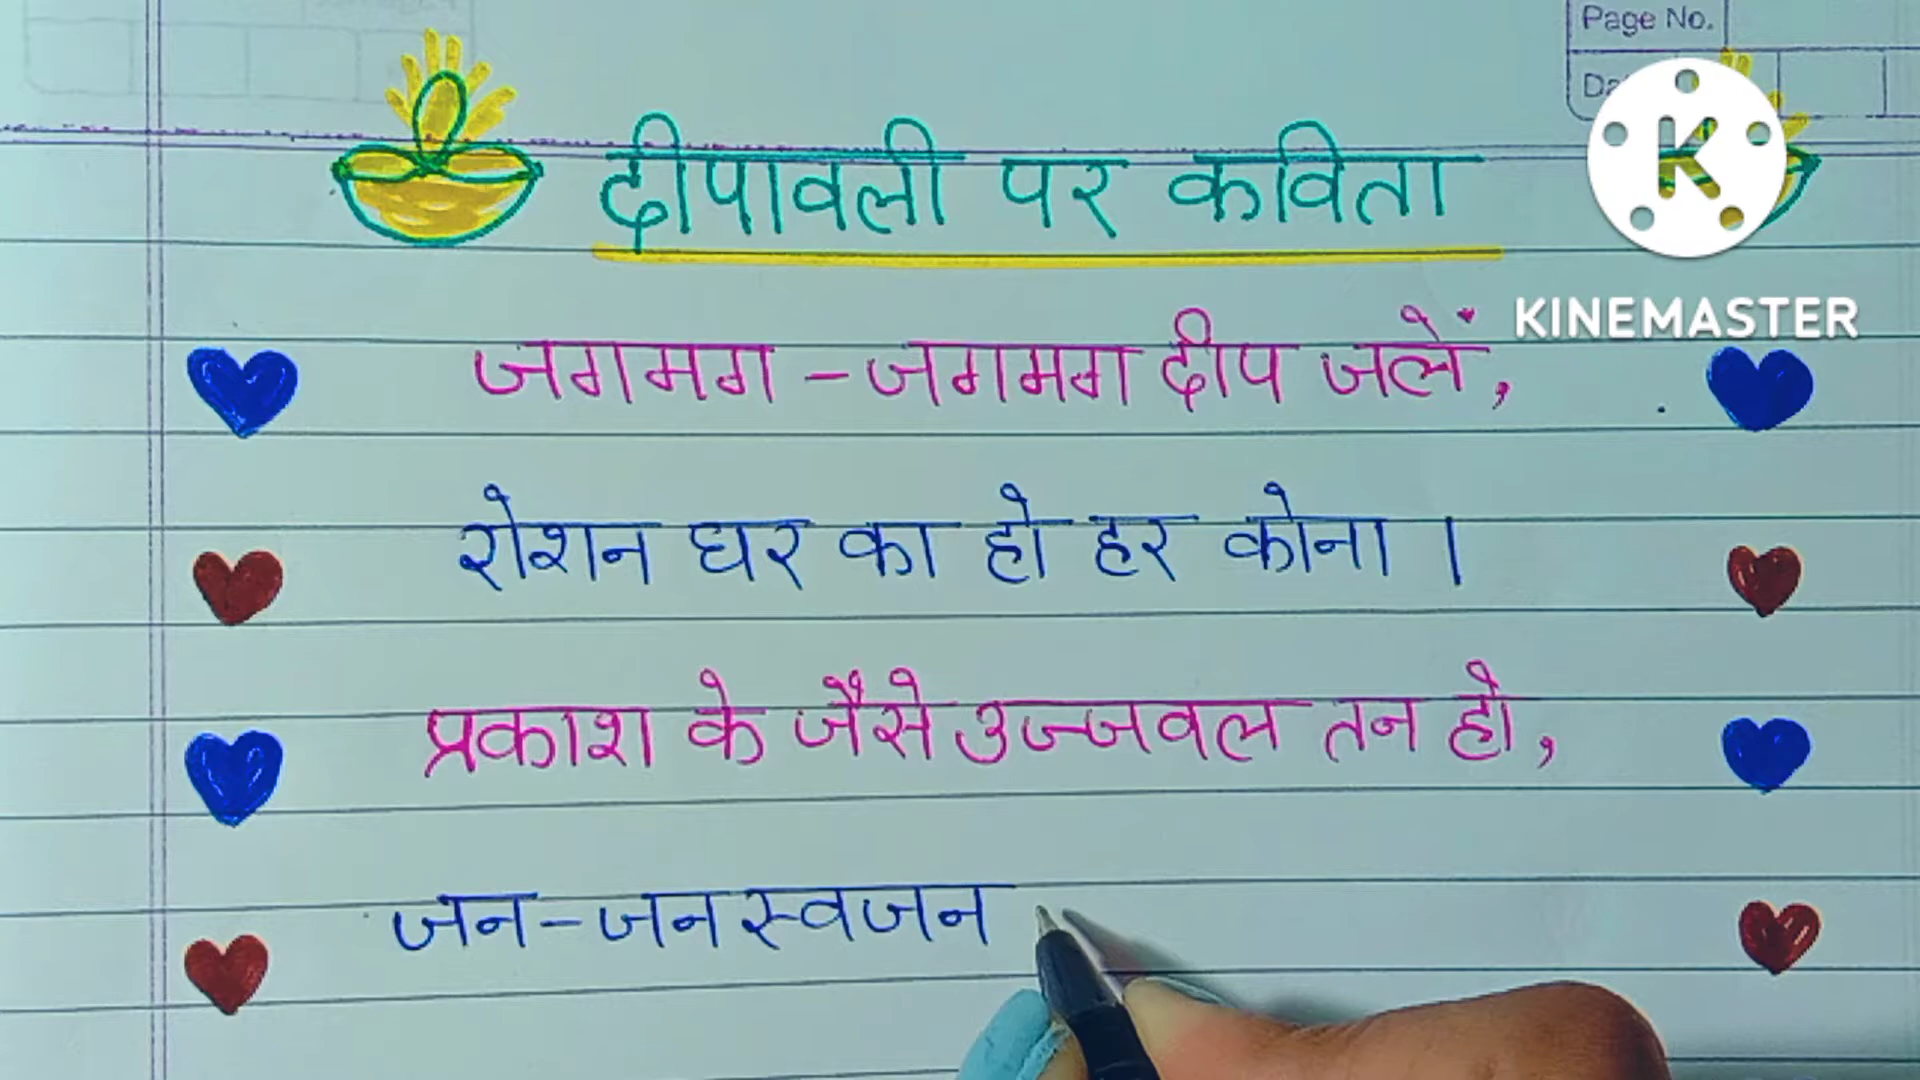 Page No.
दीपावली पर कविता
KINEMASTER
जगमग - जगमग दीप जलें,
रोशन घर का हो हर कोना ।
प्रकाश के जैसे उज्जवल तन हो,
जन - जन स्वजन